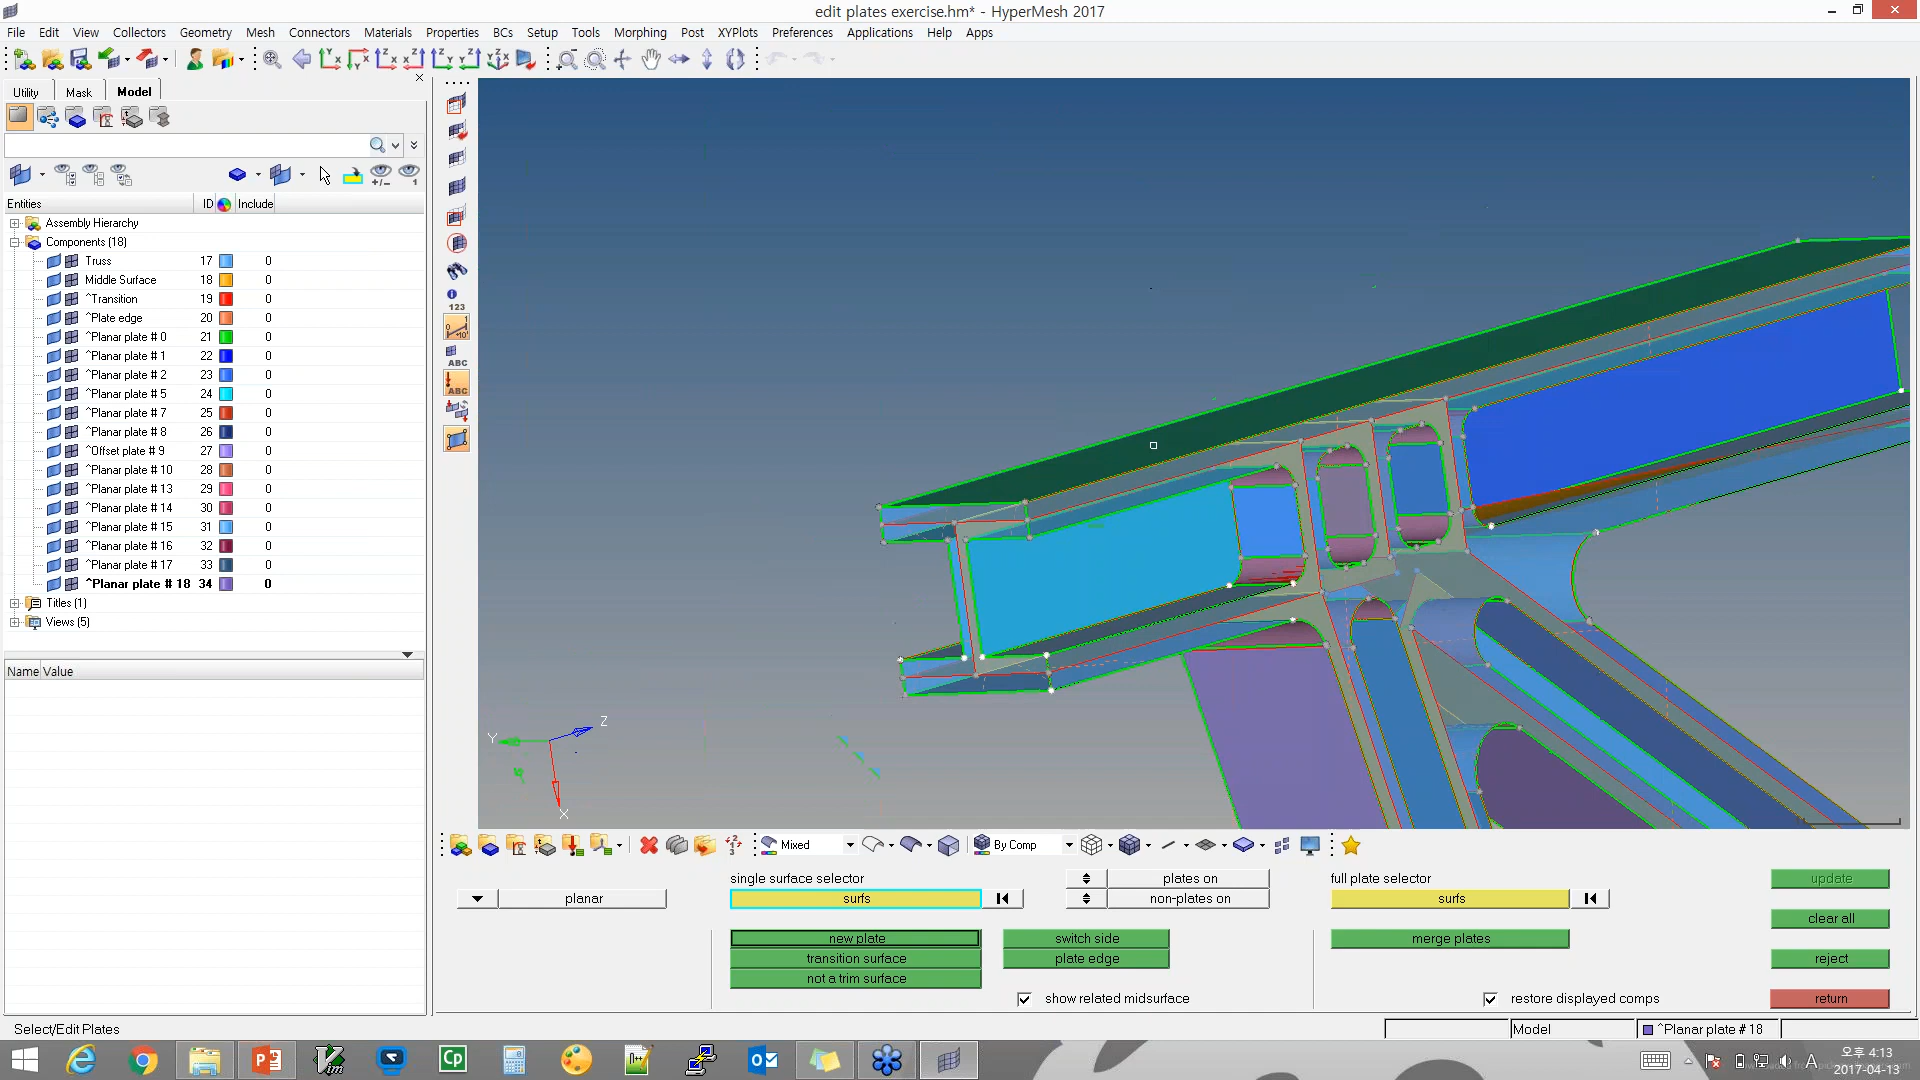 edit plates exercise.hm* - HyperMesh 2017
File Edit View Collectors Geometry Mesh Connectors Materials Properties BCs Setup Tools Morphing Post XYPlots Preferences Applications Help Apps
Utility Mask Model
Entities ID Include
Assembly Hierarchy
Components (18)
Truss 17 0
Middle Surface 18 0
^Transition 19 0
^Plate edge 20 0
^Planar plate # 0 21 0
^Planar plate # 1 22 0
^Planar plate # 2 23 0
^Planar plate # 5 24 0
^Planar plate # 7 25 0
^Planar plate # 8 26 0
^Offset plate # 9 27 0
^Planar plate # 10 28 0
^Planar plate # 13 29 0
^Planar plate # 14 30 0
^Planar plate # 15 31 0
^Planar plate # 16 32 0
^Planar plate # 17 33 0
^Planar plate # 18 34 0
Titles (1)
Views (5)
Name Value
123
ABC
ABC
Y
Z
X
Mixed
By Comp
planar
single surface selector
surfs
new plate
transition surface
not a trim surface
plates on
non-plates on
switch side
plate edge
show related midsurface
full plate selector
surfs
merge plates
restore displayed comps
update
clear all
reject
return
Select/Edit Plates
Model
^Planar plate # 18
Cp
A
오후 4:13
2017-04-13